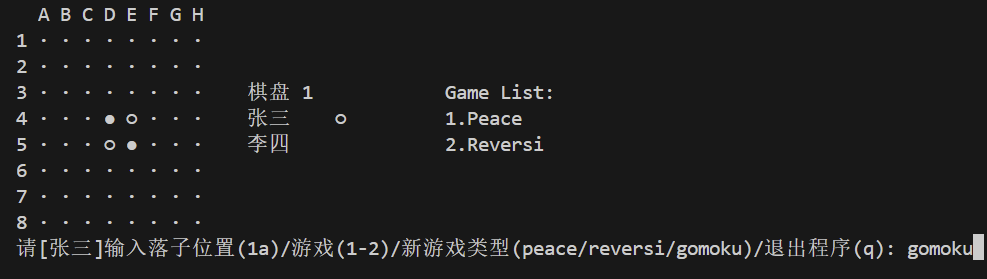 A B C D E F G H
1 · · · · · · · ·
2 · · · · · · · ·
3 · · · · · · · · 棋盘 1 Game List:
4 · · · ● ○ · · · 张三 ○ 1.Peace
5 · · · ○ ● · · · 李四 2.Reversi
6 · · · · · · · ·
7 · · · · · · · ·
8 · · · · · · · ·
请[张三]输入落子位置(1a)/游戏(1-2)/新游戏类型(peace/reversi/gomoku)/退出程序(q): gomoku